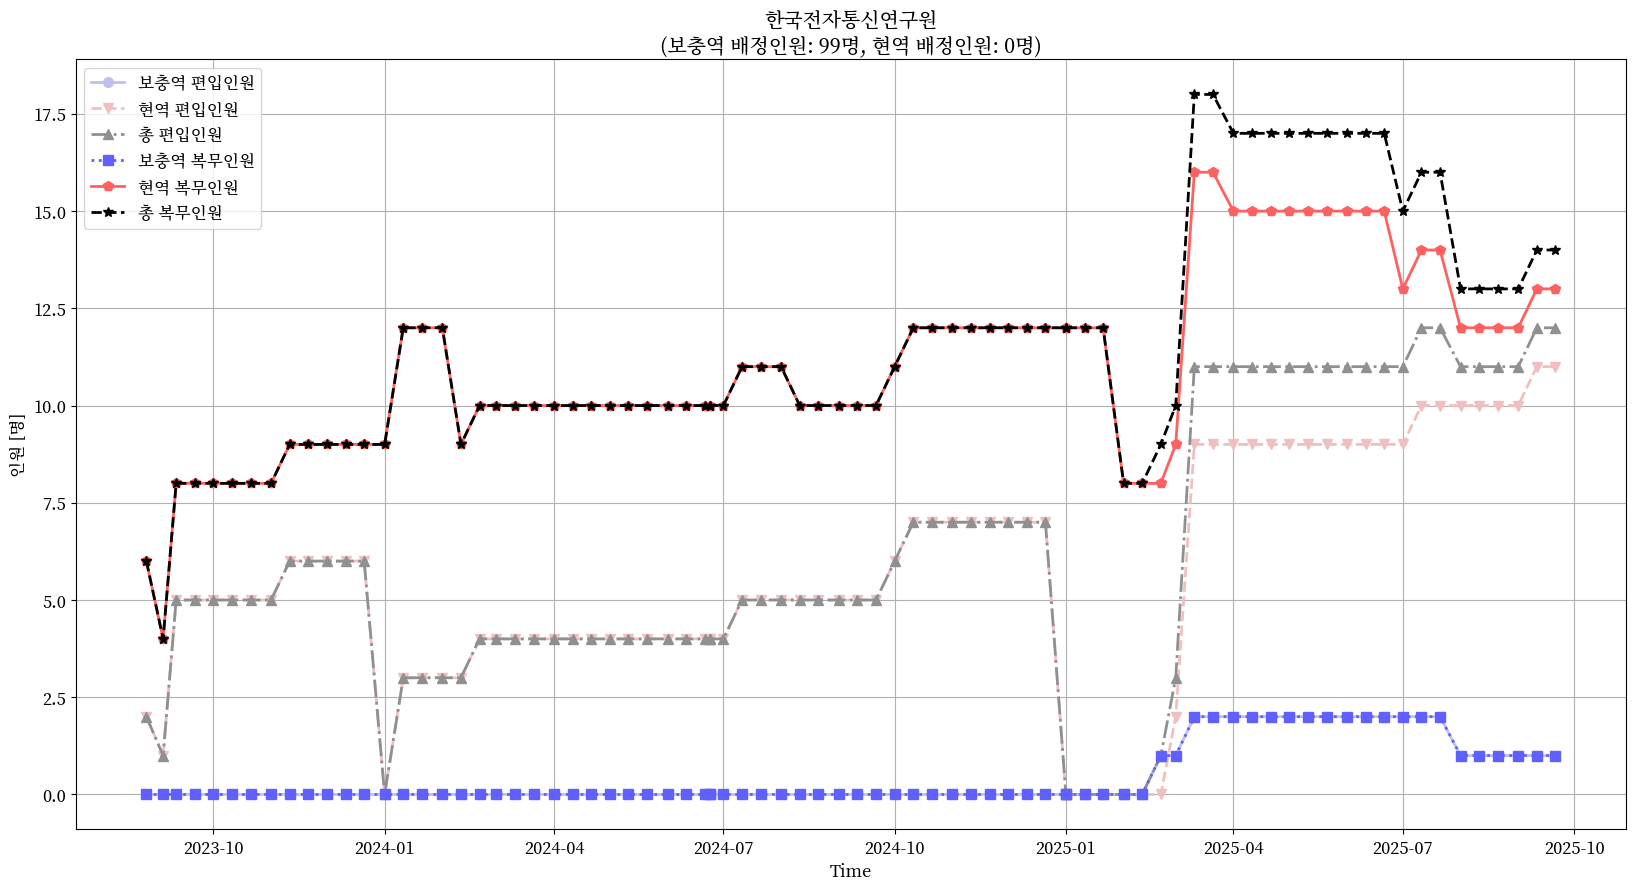 한국전자통신연구원
(보충역 배정인원: 99명, 현역 배정인원: 0명)
보충역 편입인원
현역 편입인원
총 편입인원
보충역 복무인원
현역 복무인원
총 복무인원
인원 [명]
17.5
15.0
12.5
10.0
7.5
5.0
2.5
0.0
2023-10
2024-01
2024-04
2024-07
2024-10
2025-01
2025-04
2025-07
2025-10
Time